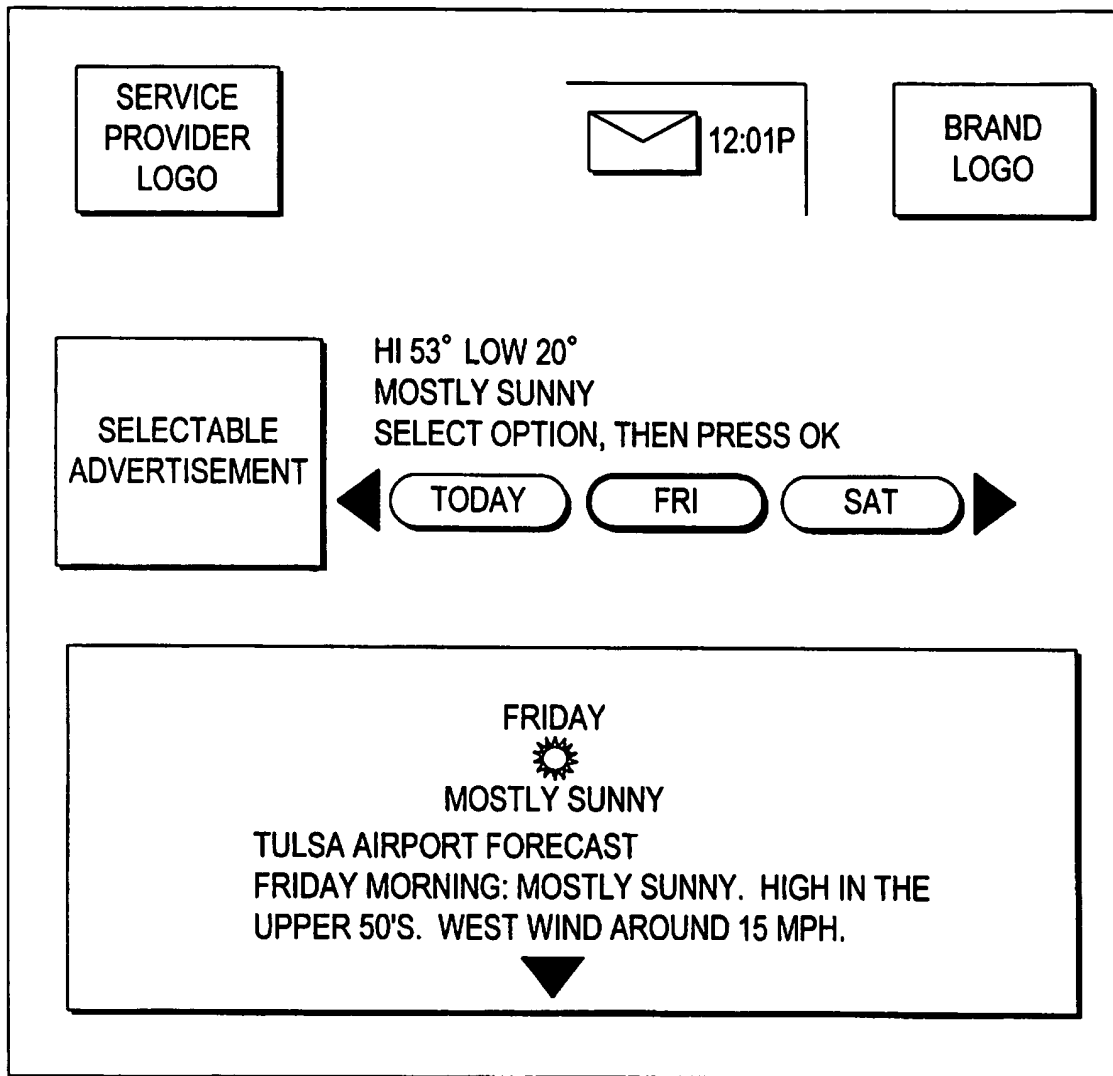 SERVICE
PROVIDER
LOGO
12:01P
BRAND
LOGO
SELECTABLE
ADVERTISEMENT
HI 53° LOW 20°
MOSTLY SUNNY
SELECT OPTION, THEN PRESS OK
TODAY FRI SAT
FRIDAY
MOSTLY SUNNY
TULSA AIRPORT FORECAST
FRIDAY MORNING: MOSTLY SUNNY. HIGH IN THE
UPPER 50'S. WEST WIND AROUND 15 MPH.